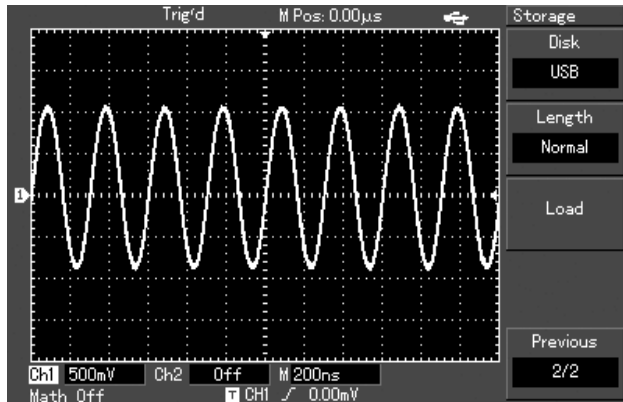 Trig'd M Pos: 0.00μs Storage
Disk
USB
Length
Normal
Load
1
Previous
2/2
Ch1 500mV Ch2 Off M 200ns
Math Off T CH1 0.00mV